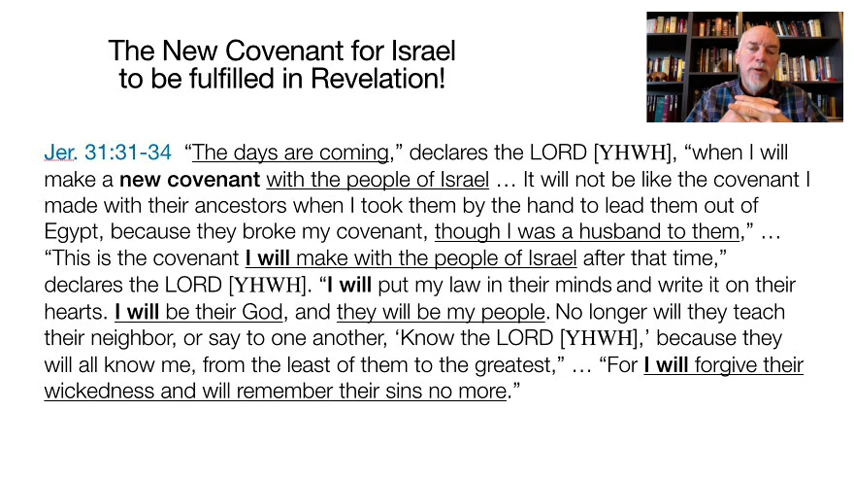 The New Covenant for Israel
to be fulfilled in Revelation!
Jer. 31:31-34 “The days are coming,” declares the LORD [YHWH], “when I will
make a new covenant with the people of Israel … It will not be like the covenant I
made with their ancestors when I took them by the hand to lead them out of
Egypt, because they broke my covenant, though I was a husband to them,” …
“This is the covenant I will make with the people of Israel after that time,”
declares the LORD [YHWH]. “I will put my law in their minds and write it on their
hearts. I will be their God, and they will be my people. No longer will they teach
their neighbor, or say to one another, ‘Know the LORD [YHWH],’ because they
will all know me, from the least of them to the greatest,” … “For I will forgive their
wickedness and will remember their sins no more.”